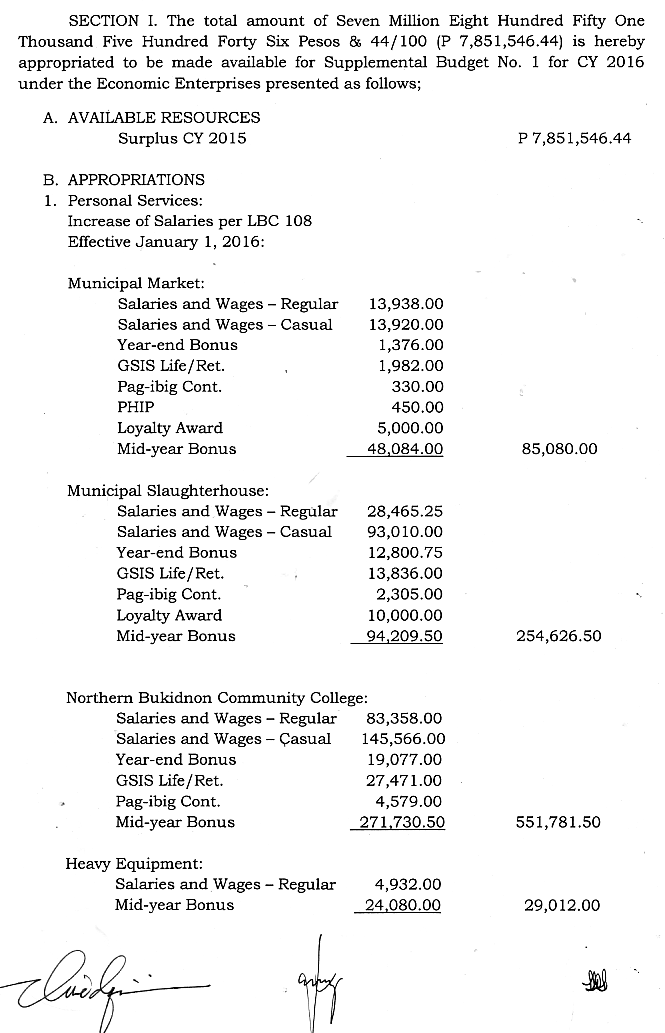 SECTION I. The total amount of Seven Million Eight Hundred Fifty One
Thousand Five Hundred Forty Six Pesos & 44/100 (P 7,851,546.44) is hereby
appropriated to be made available for Supplemental Budget No. 1 for CY 2016
under the Economic Enterprises presented as follows;
A. AVAILABLE RESOURCES
Surplus CY 2015 P 7,851,546.44
B. APPROPRIATIONS
1. Personal Services:
Increase of Salaries per LBC 108
Effective January 1, 2016:
Municipal Market:
Salaries and Wages – Regular 13,938.00
Salaries and Wages – Casual 13,920.00
Year-end Bonus 1,376.00
GSIS Life/Ret. 1,982.00
Pag-ibig Cont. 330.00
PHIP 450.00
Loyalty Award 5,000.00
Mid-year Bonus 48,084.00 85,080.00
Municipal Slaughterhouse:
Salaries and Wages – Regular 28,465.25
Salaries and Wages – Casual 93,010.00
Year-end Bonus 12,800.75
GSIS Life/Ret. 13,836.00
Pag-ibig Cont. 2,305.00
Loyalty Award 10,000.00
Mid-year Bonus 94,209.50 254,626.50
Northern Bukidnon Community College:
Salaries and Wages – Regular 83,358.00
Salaries and Wages – Casual 145,566.00
Year-end Bonus 19,077.00
GSIS Life/Ret. 27,471.00
Pag-ibig Cont. 4,579.00
Mid-year Bonus 271,730.50 551,781.50
Heavy Equipment:
Salaries and Wages – Regular 4,932.00
Mid-year Bonus 24,080.00 29,012.00